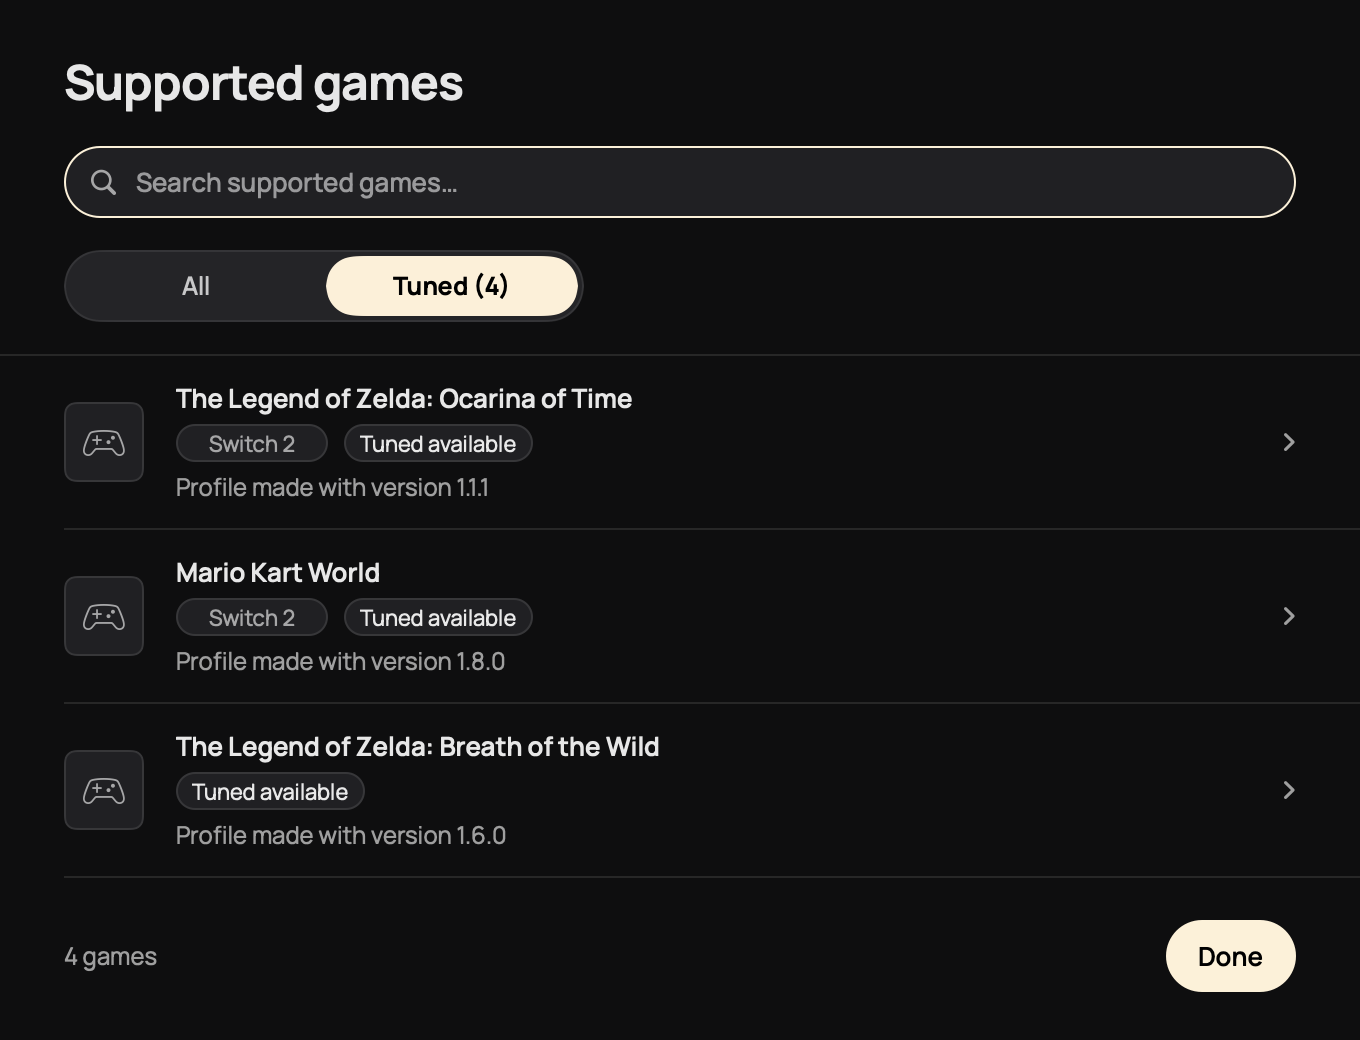 Supported games
Search supported games...
All
Tuned (4)
The Legend of Zelda: Ocarina of Time
Switch 2
Tuned available
Profile made with version 1.1.1
Mario Kart World
Switch 2
Tuned available
Profile made with version 1.8.0
The Legend of Zelda: Breath of the Wild
Tuned available
Profile made with version 1.6.0
4 games
Done